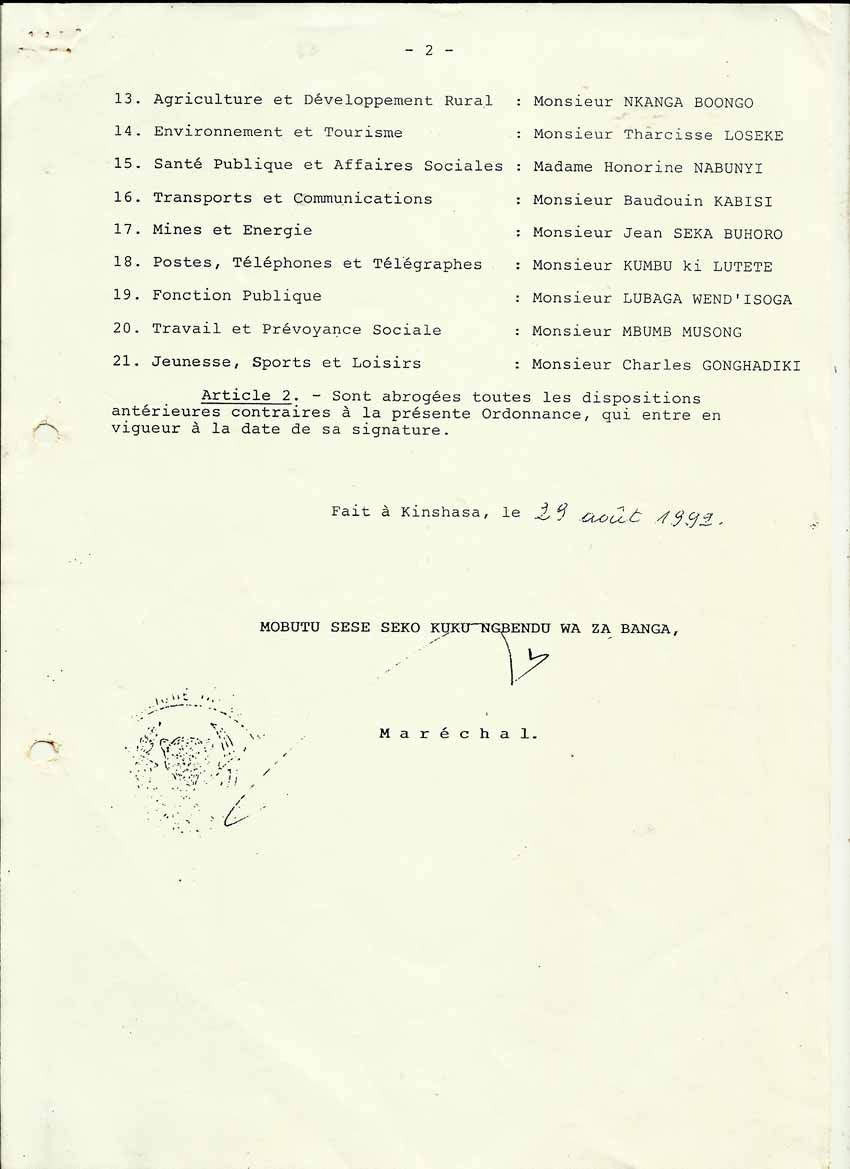 - 2 -
13. Agriculture et Développement Rural : Monsieur NKANGA BOONGO
14. Environnement et Tourisme : Monsieur Tharcisse LOSEKE
15. Santé Publique et Affaires Sociales : Madame Honorine NABUNYI
16. Transports et Communications : Monsieur Baudouin KABISI
17. Mines et Energie : Monsieur Jean SEKA BUHORO
18. Postes, Téléphones et Télégraphes : Monsieur KUMBU ki LUTETE
19. Fonction Publique : Monsieur LUBAGA WEND'ISOGA
20. Travail et Prévoyance Sociale : Monsieur MBUMB MUSONG
21. Jeunesse, Sports et Loisirs : Monsieur Charles GONGHADIKI
Article 2. - Sont abrogées toutes les dispositions
antérieures contraires à la présente Ordonnance, qui entre en
vigueur à la date de sa signature.
Fait à Kinshasa, le 29 août 1992.
MOBUTU SESE SEKO KUKU NGBENDU WA ZA BANGA,
Maréchal.